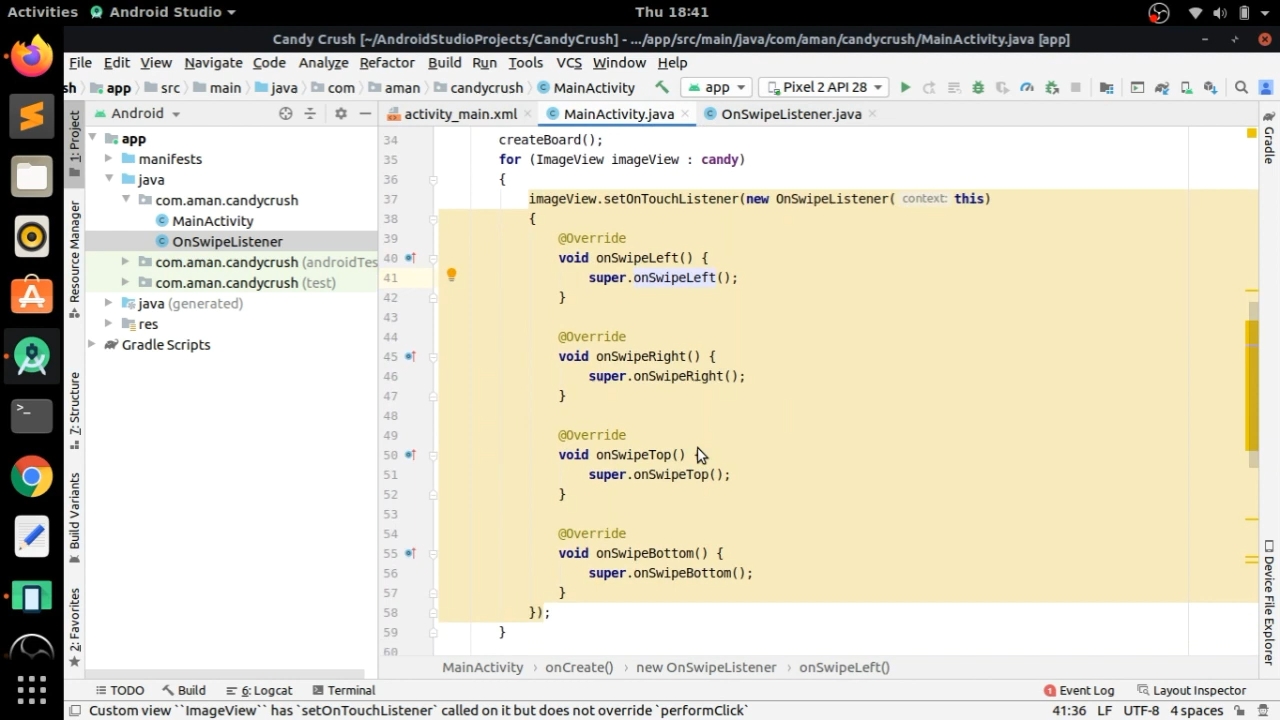 Activities Android Studio Thu 18:41
Candy Crush [~/AndroidStudioProjects/CandyCrush] - .../app/src/main/java/com/aman/candycrush/MainActivity.java [app]
File Edit View Navigate Code Analyze Refactor Build Run Tools VCS Window Help
sh app src main java com aman candycrush MainActivity app Pixel 2 API 28
1: Project Android activity_main.xml MainActivity.java OnSwipeListener.java Gradle
app
manifests
java
com.aman.candycrush
MainActivity
OnSwipeListener
com.aman.candycrush (androidTes
com.aman.candycrush (test)
java (generated)
res
Gradle Scripts
Resource Manager
7: Structure
Build Variants
2: Favorites
34 createBoard();
35 for (ImageView imageView : candy)
36 {
37 imageView.setOnTouchListener(new OnSwipeListener( context: this)
38 {
39 @Override
40 void onSwipeLeft() {
41 super.onSwipeLeft();
42 }
43
44 @Override
45 void onSwipeRight() {
46 super.onSwipeRight();
47 }
48
49 @Override
50 void onSwipeTop() {
51 super.onSwipeTop();
52 }
53
54 @Override
55 void onSwipeBottom() {
56 super.onSwipeBottom();
57 }
58 });
59 }
60
Device File Explorer
MainActivity › onCreate() › new OnSwipeListener › onSwipeLeft()
TODO Build 6: Logcat Terminal 1 Event Log Layout Inspector
Custom view ``ImageView`` has `setOnTouchListener` called on it but does not override `performClick` 41:36 LF UTF-8 4 spaces